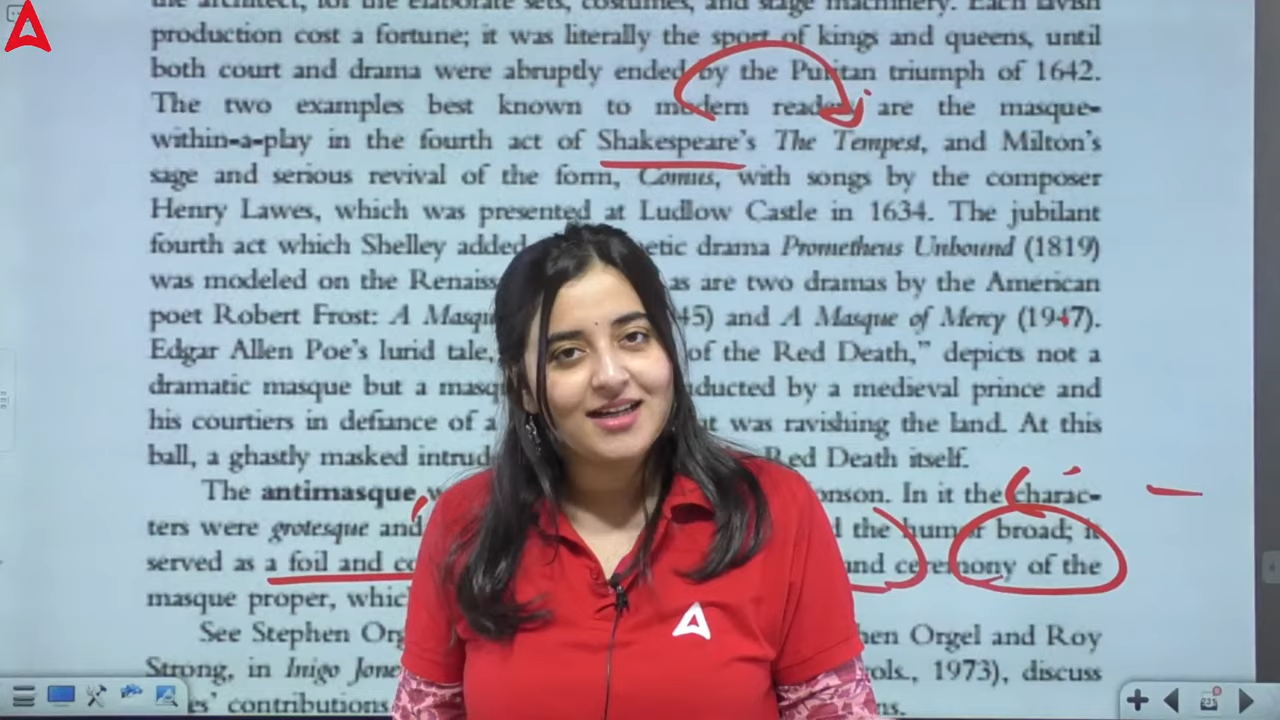 the architect, for the elaborate sets, costumes, and stage machinery. Each lavish
production cost a fortune; it was literally the sport of kings and queens, until
both court and drama were abruptly ended by the Puritan triumph of 1642.
The two examples best known to modern readers are the masque-
within-a-play in the fourth act of Shakespeare's The Tempest, and Milton's
sage and serious revival of the form, Comus, with songs by the composer
Henry Lawes, which was presented at Ludlow Castle in 1634. The jubilant
fourth act which Shelley added etic drama Prometheus Unbound (1819)
was modeled on the Renaiss as are two dramas by the American
poet Robert Frost: A Masqu 45) and A Masque of Mercy (1947).
Edgar Allen Poe's lurid tale, of the Red Death," depicts not a
dramatic masque but a masq ducted by a medieval prince and
his courtiers in defiance of a t was ravishing the land. At this
ball, a ghastly masked intrud Red Death itself.
The antimasque w onson. In it the charac-
ters were grotesque and d the humor broad; it
served as a foil and co and ceremony of the
masque proper, whic
See Stephen Org hen Orgel and Roy
Strong, in Inigo Jone ols., 1973), discuss
es' contributions ns.